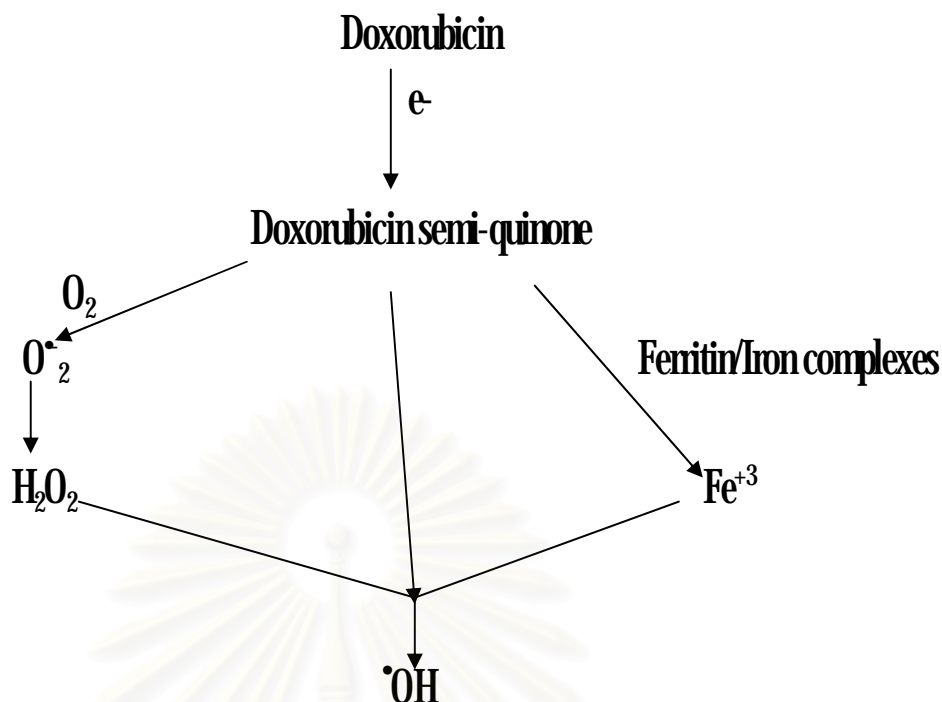 Doxorubicin
e-
Doxorubicin semi-quinone
O₂
O•⁻₂
Ferritin/Iron complexes
H₂O₂
Fe⁺³
•OH